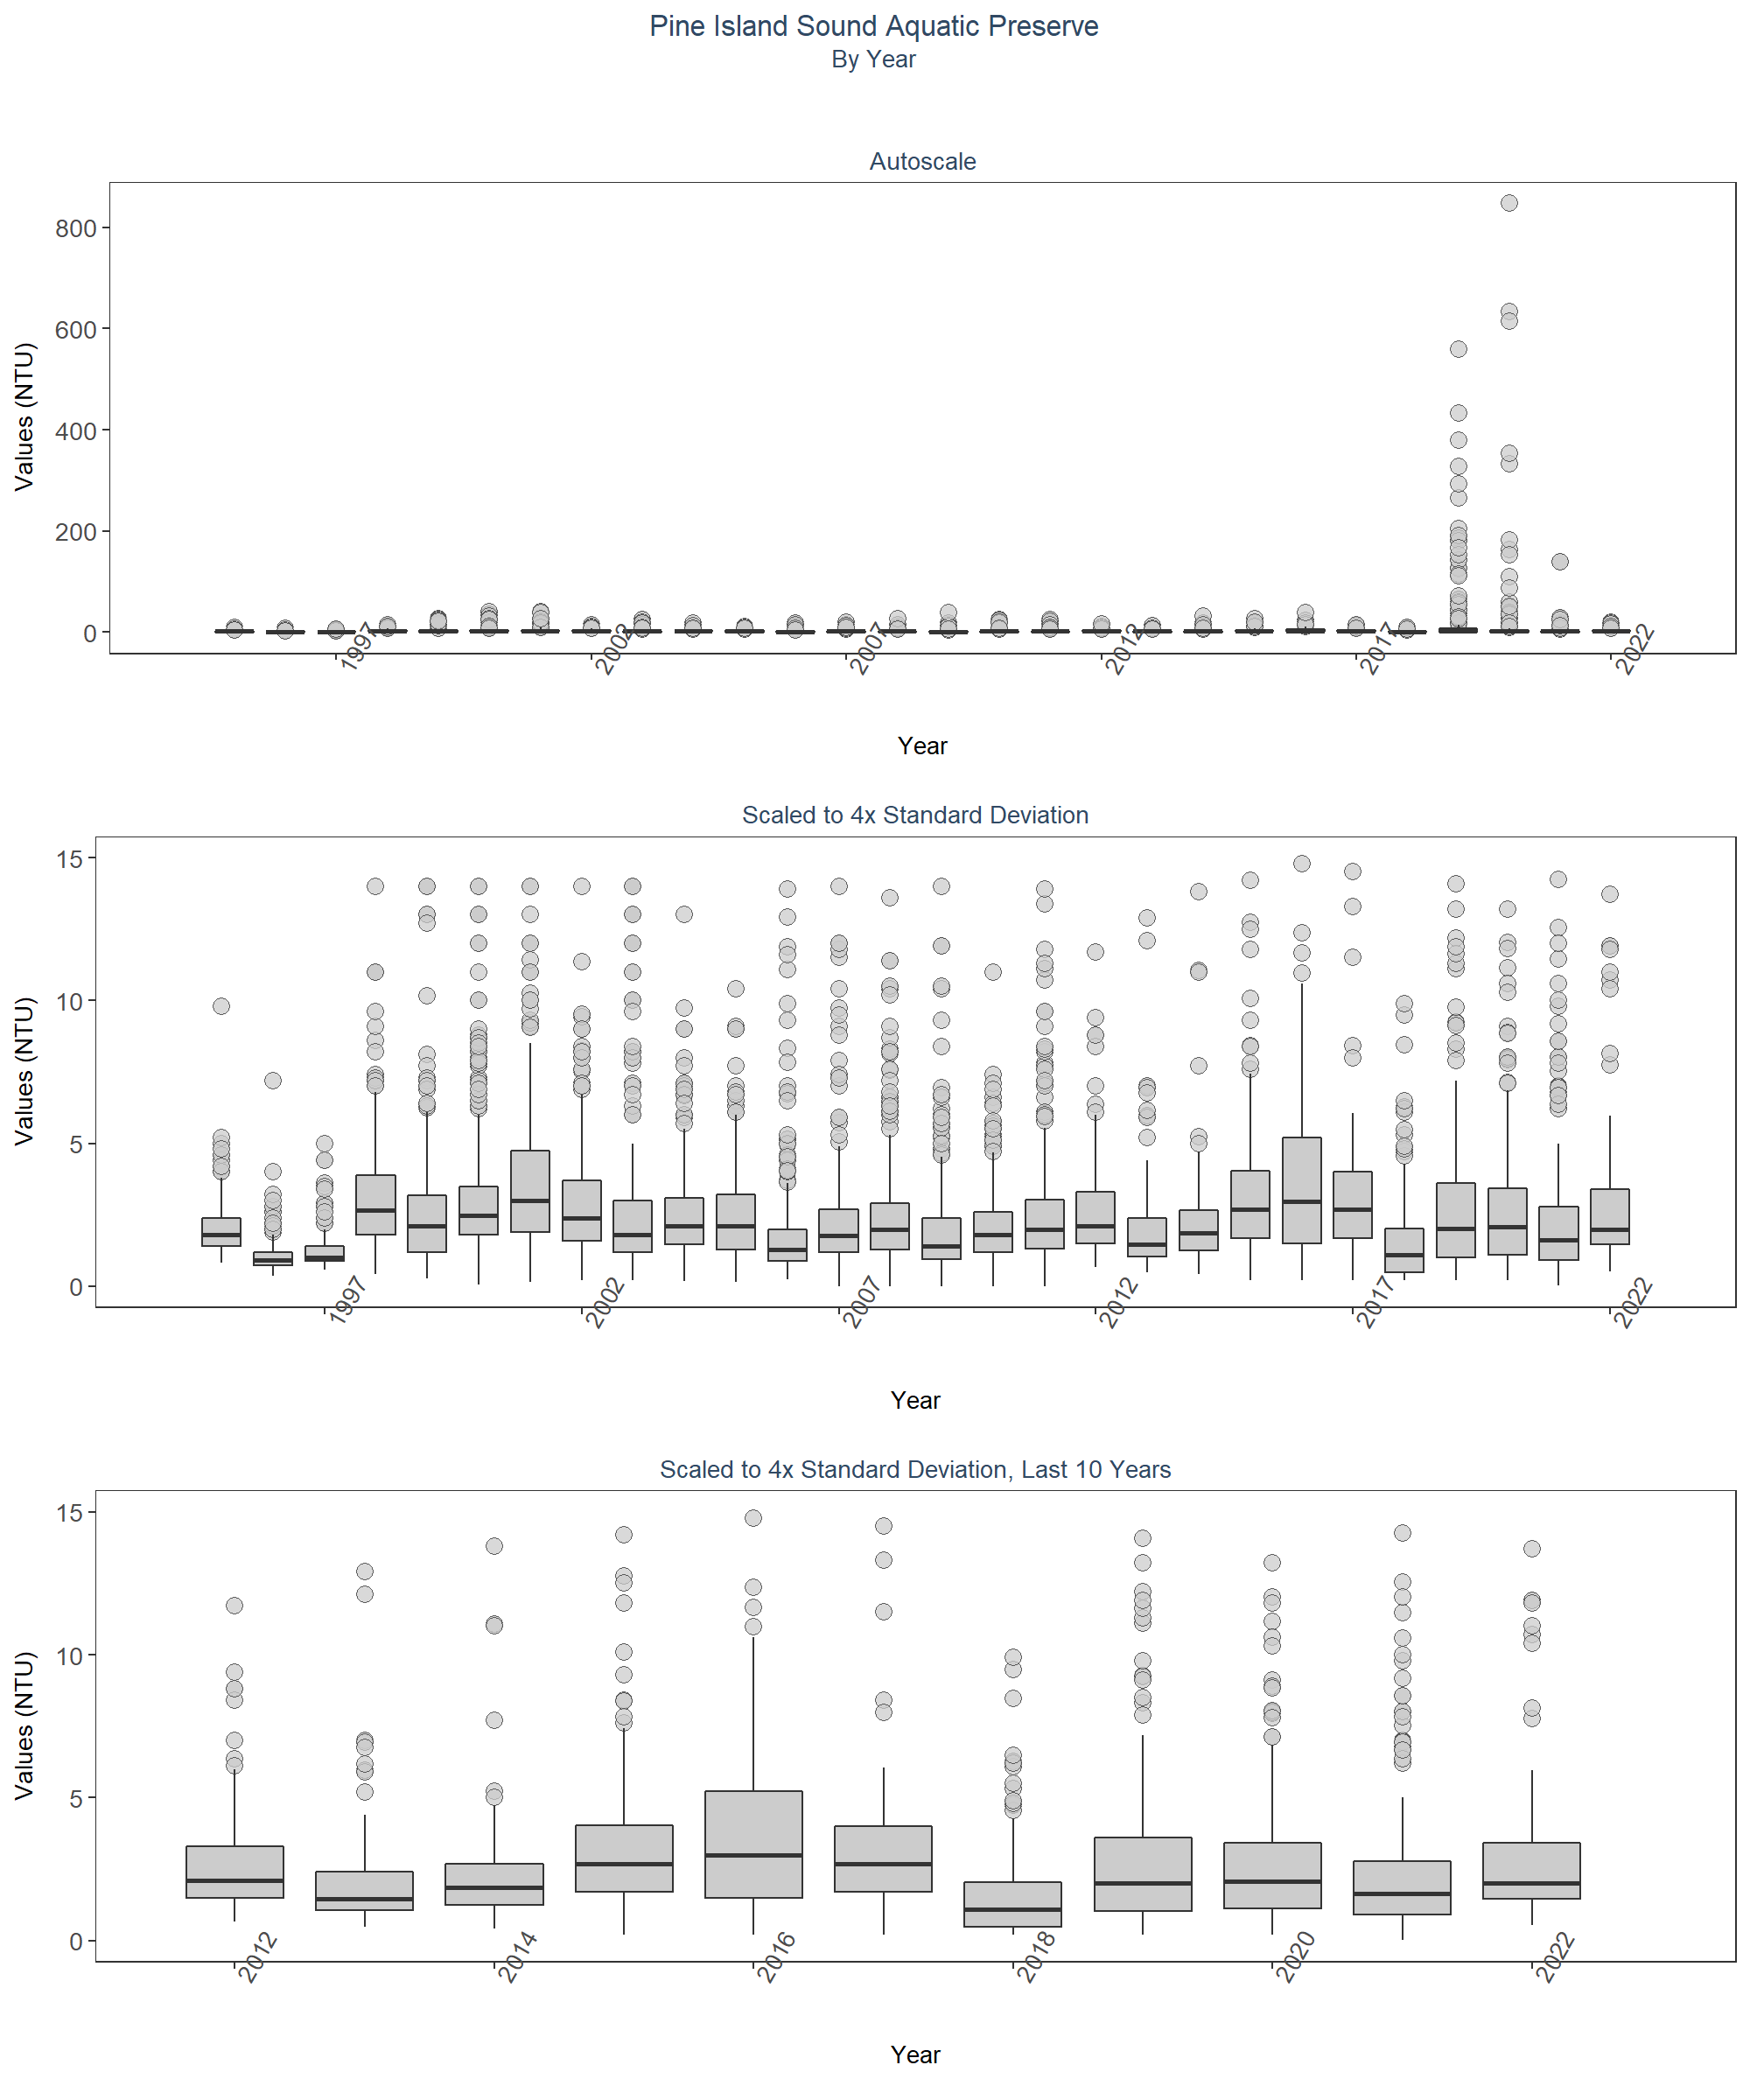 Pine Island Sound Aquatic Preserve
By Year
Autoscale
Values (NTU)
800
600
400
200
0
1997
2002
2007
2012
2017
2022
Year
Scaled to 4x Standard Deviation
Values (NTU)
15
10
5
0
1997
2002
2007
2012
2017
2022
Year
Scaled to 4x Standard Deviation, Last 10 Years
Values (NTU)
15
10
5
0
2012
2014
2016
2018
2020
2022
Year